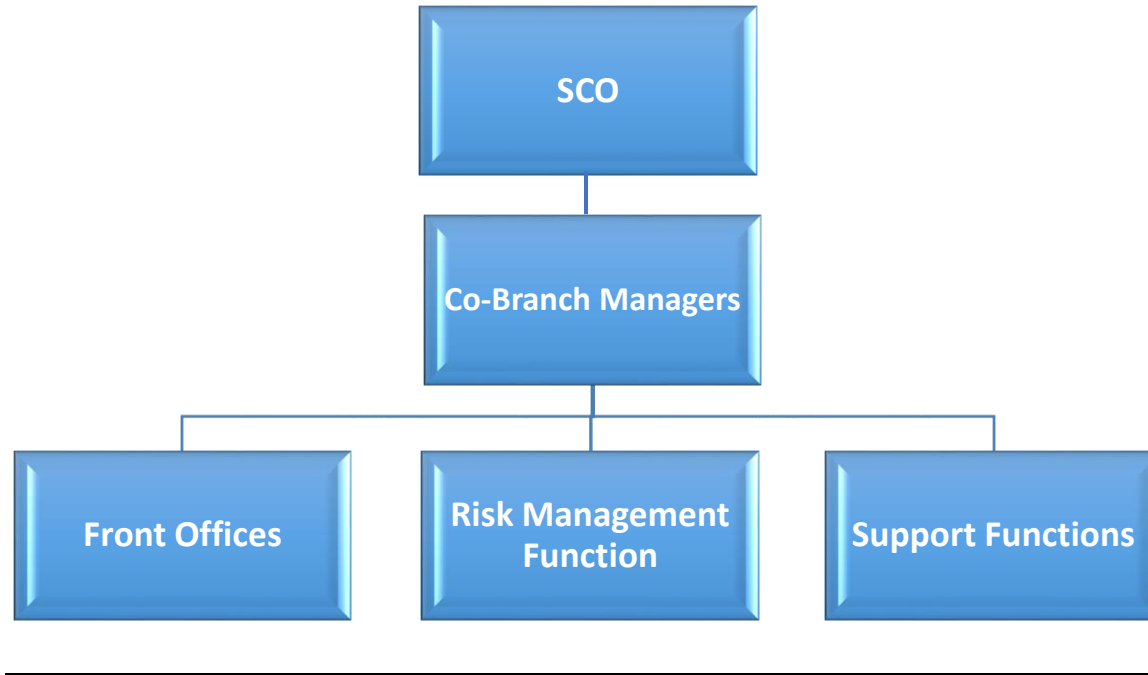 SCO
Co-Branch Managers
Front Offices
Risk Management
Function
Support Functions